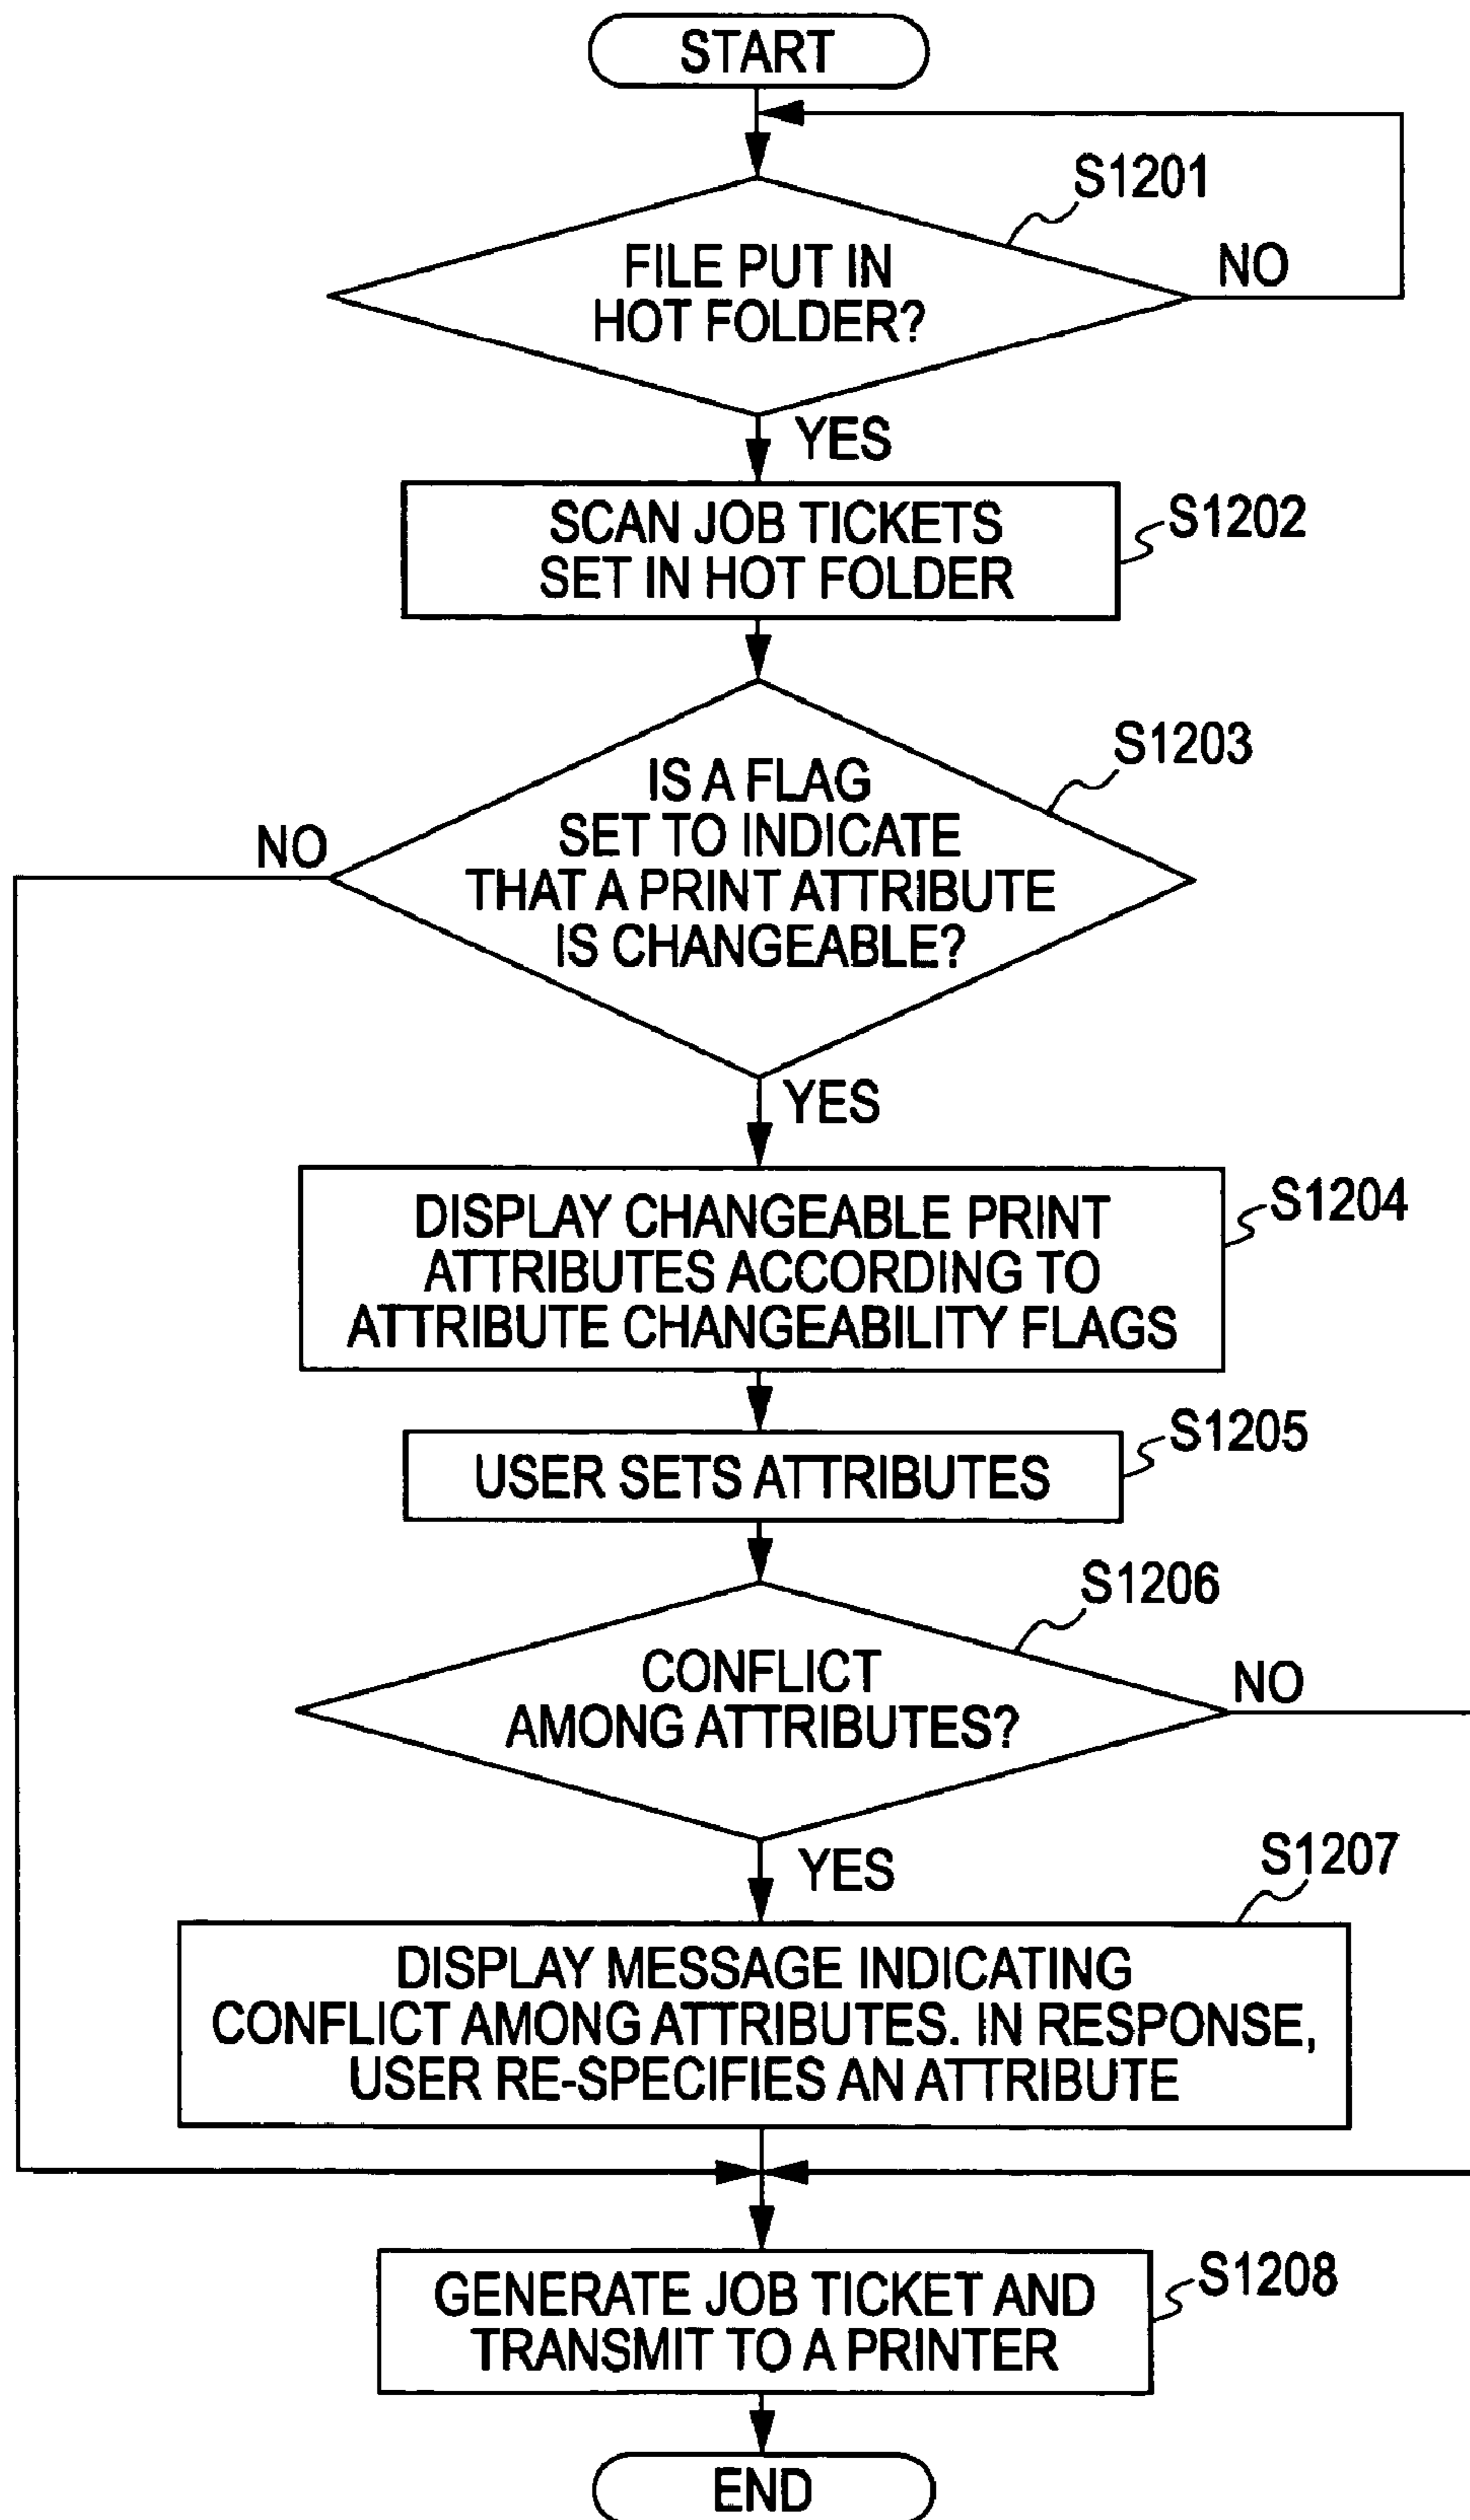 START
S1201
FILE PUT IN
HOT FOLDER?
NO
YES
SCAN JOB TICKETS
SET IN HOT FOLDER
S1202
S1203
IS A FLAG
SET TO INDICATE
THAT A PRINT ATTRIBUTE
IS CHANGEABLE?
NO
YES
DISPLAY CHANGEABLE PRINT
ATTRIBUTES ACCORDING TO
ATTRIBUTE CHANGEABILITY FLAGS
S1204
USER SETS ATTRIBUTES
S1205
S1206
CONFLICT
AMONG ATTRIBUTES?
NO
YES
S1207
DISPLAY MESSAGE INDICATING
CONFLICT AMONG ATTRIBUTES. IN RESPONSE,
USER RE-SPECIFIES AN ATTRIBUTE
GENERATE JOB TICKET AND
TRANSMIT TO A PRINTER
S1208
END